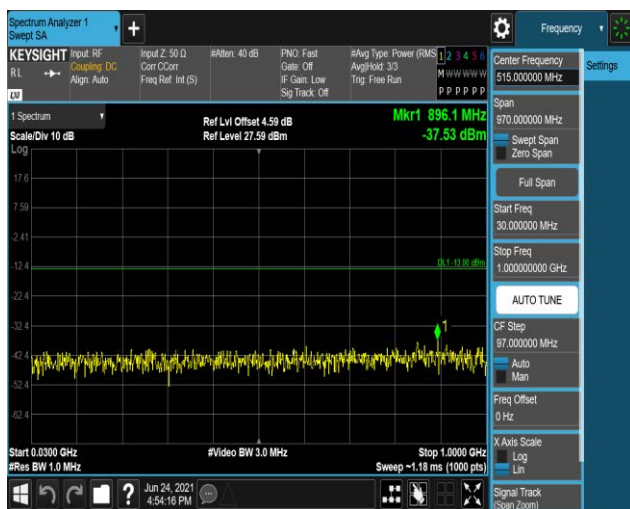 Spectrum Analyzer 1
Swept SA
Frequency
KEYSIGHT
RL
LXI
Input: RF
Coupling: DC
Align: Auto
Input Z: 50 Ω
Corr CCorr
Freq Ref: Int (S)
#Atten: 40 dB
PNO: Fast
Gate: Off
IF Gain: Low
Sig Track: Off
#Avg Type: Power (RMS
Avg|Hold: 3/3
Trig: Free Run
1 2 3 4 5 6
M W W W W W
P P P P P P
Center Frequency
515.000000 MHz
Settings
Span
970.000000 MHz
Swept Span
Zero Span
Full Span
Start Freq
30.000000 MHz
Stop Freq
1.000000000 GHz
AUTO TUNE
CF Step
97.000000 MHz
Auto
Man
Freq Offset
0 Hz
X Axis Scale
Log
Lin
Signal Track
(Span Zoom)
1 Spectrum
Scale/Div 10 dB
Log
Ref Lvl Offset 4.59 dB
Ref Level 27.59 dBm
Mkr1 896.1 MHz
-37.53 dBm
17.6
7.59
-2.41
-12.4
DL1 -13.00 dBm
-22.4
-32.4
1
-42.4
-52.4
-62.4
Start 0.0300 GHz
#Res BW 1.0 MHz
#Video BW 3.0 MHz
Stop 1.0000 GHz
Sweep ~1.18 ms (1000 pts)
?
Jun 24, 2021
4:54:16 PM